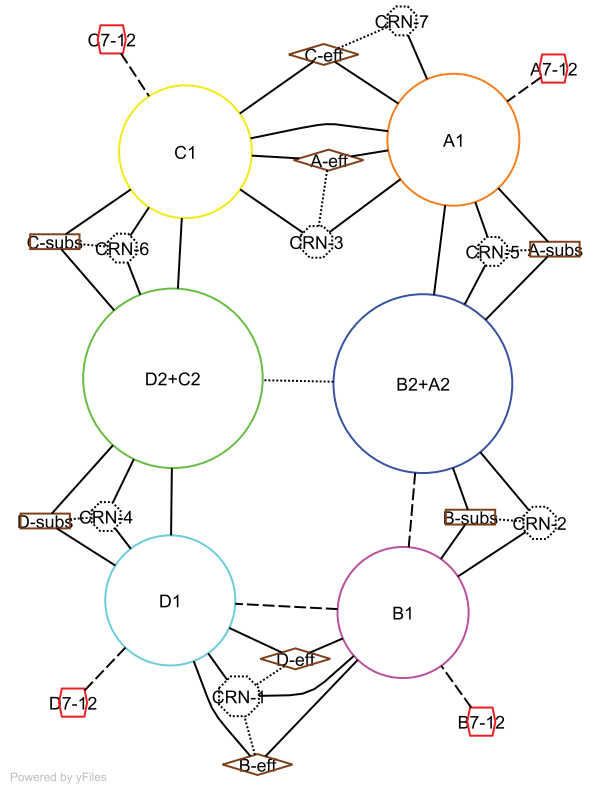 CRN-7
C7-12
C-eff
A7-12
C1
A1
A-eff
C-subs
CRN-6
CRN-3
CRN-5
A-subs
D2+C2
B2+A2
D-subs
CRN-4
B-subs
CRN-2
D1
B1
D-eff
D7-12
CRN-1
B7-12
B-eff
Powered by yFiles